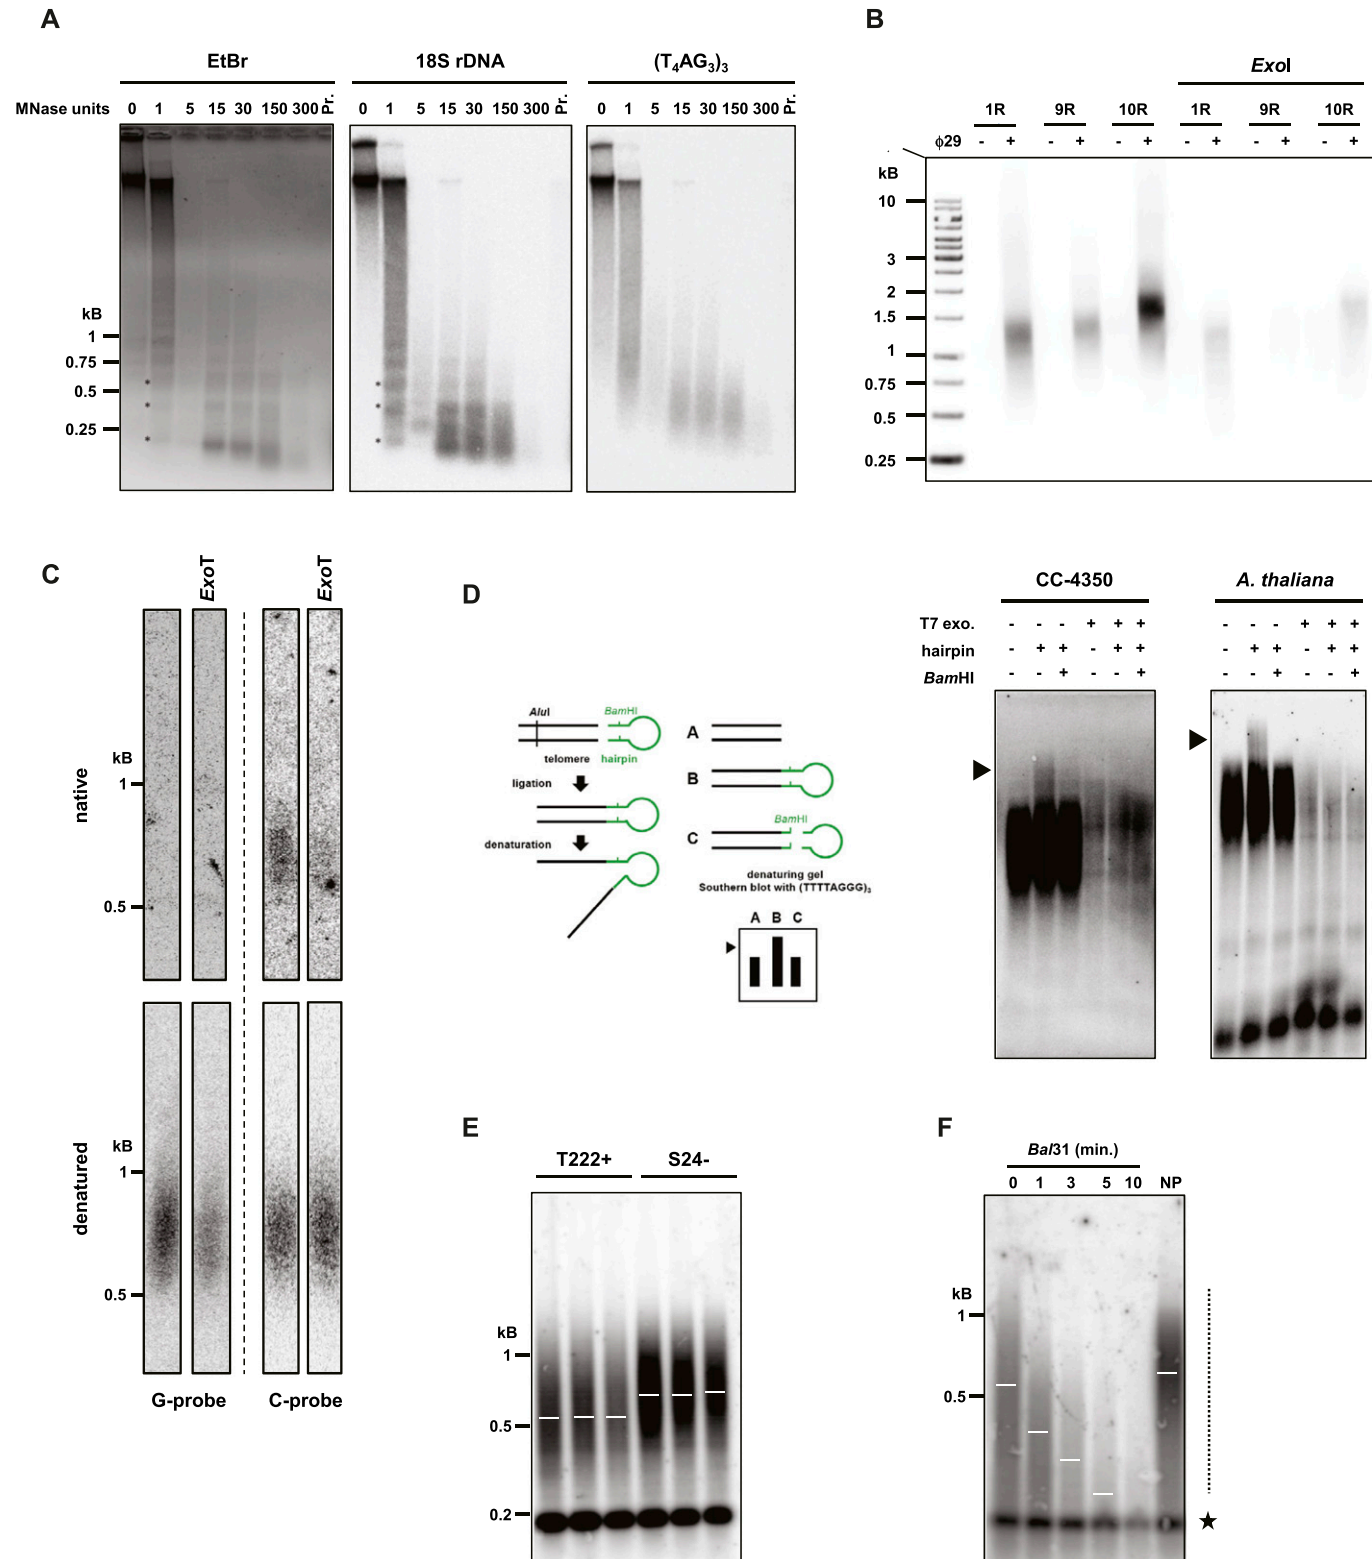 A
EtBr
18S rDNA
(T₄AG₃)₃
MNase units
0 1 5 15 30 150 300 Pr.
0 1 5 15 30 150 300 Pr.
0 1 5 15 30 150 300 Pr.
kB
1
0.75
0.5
0.25
B
ExoI
1R 9R 10R 1R 9R 10R
ϕ29 - + - + - + - + - + - +
kB
10
3
2
1.5
1
0.75
0.5
0.25
C
ExoT
ExoT
native
kB
1
0.5
denatured
kB
1
0.5
G-probe
C-probe
D
AluI
BamHI
telomere hairpin
ligation
denaturation
A
B
BamHI
C
denaturing gel
Southern blot with (TTTTAGGG)₃
A B C
CC-4350
A. thaliana
T7 exo. - - - + + + - - - + + +
hairpin - + + - + + - + + - + +
BamHI - - + - - + - - + - - +
E
T222+
S24-
kB
1
0.5
0.2
F
Bal31 (min.)
0 1 3 5 10 NP
kB
1
0.5